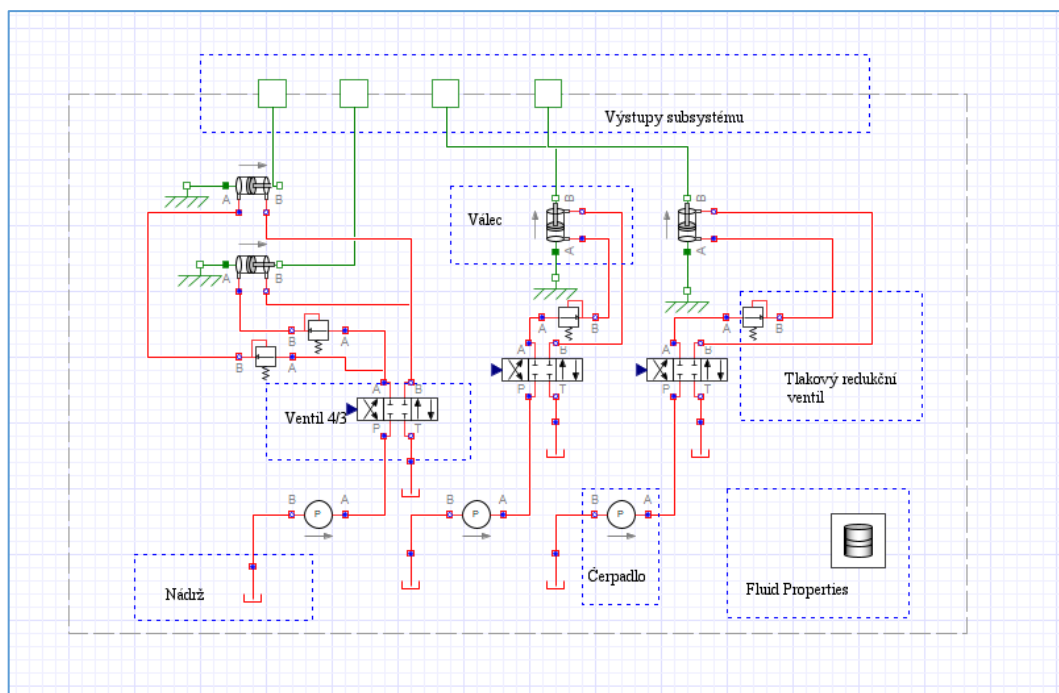 Výstupy subsystému
A
B
Válec
B
A
B
A
A
B
B
A
A
B
A
B
B
A
Tlakový redukční
ventil
A
B
A
B
P
T
P
T
Ventil 4/3
A
B
P
T
B
P
A
B
P
A
B
P
A
Nádrž
Čerpadlo
Fluid Properties